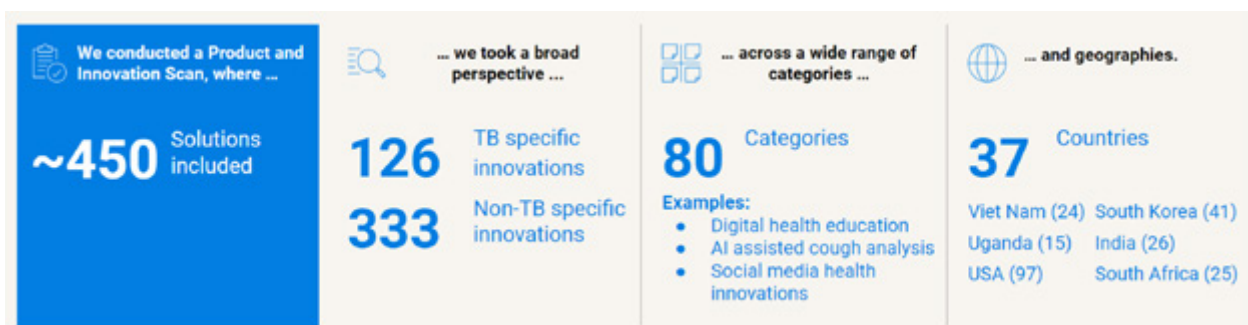 We conducted a Product and
Innovation Scan, where ...
~450
Solutions
included
... we took a broad
perspective ...
126
TB specific
innovations
333
Non-TB specific
innovations
... across a wide range of
categories ...
80
Categories
Examples:
● Digital health education
● AI assisted cough analysis
● Social media health
innovations
... and geographies.
37
Countries
Viet Nam (24) South Korea (41)
Uganda (15) India (26)
USA (97) South Africa (25)